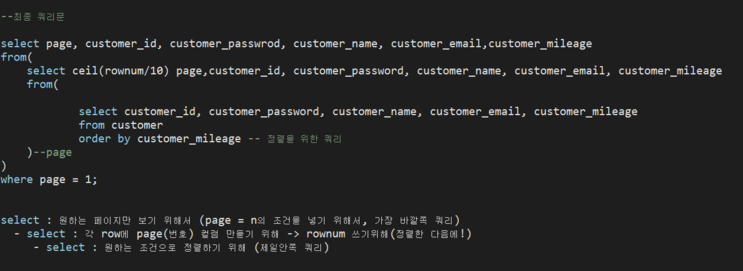 --최종 쿼리문
select page, customer_id, customer_passwrod, customer_name, customer_email,customer_mileage
from(
select ceil(rownum/10) page,customer_id, customer_password, customer_name, customer_email, customer_mileage
from(
select customer_id, customer_password, customer_name, customer_email, customer_mileage
from customer
order by customer_mileage -- 정렬을 위한 쿼리
)--page
)
where page = 1;
select : 원하는 페이지만 보기 위해서 (page = n의 조건을 넣기 위해서, 가장 바깥쪽 쿼리)
- select : 각 row에 page(번호) 컬럼 만들기 위해 -> rownum 쓰기위해(정렬한 다음에!)
- select : 원하는 조건으로 정렬하기 위해 (제일안쪽 쿼리)